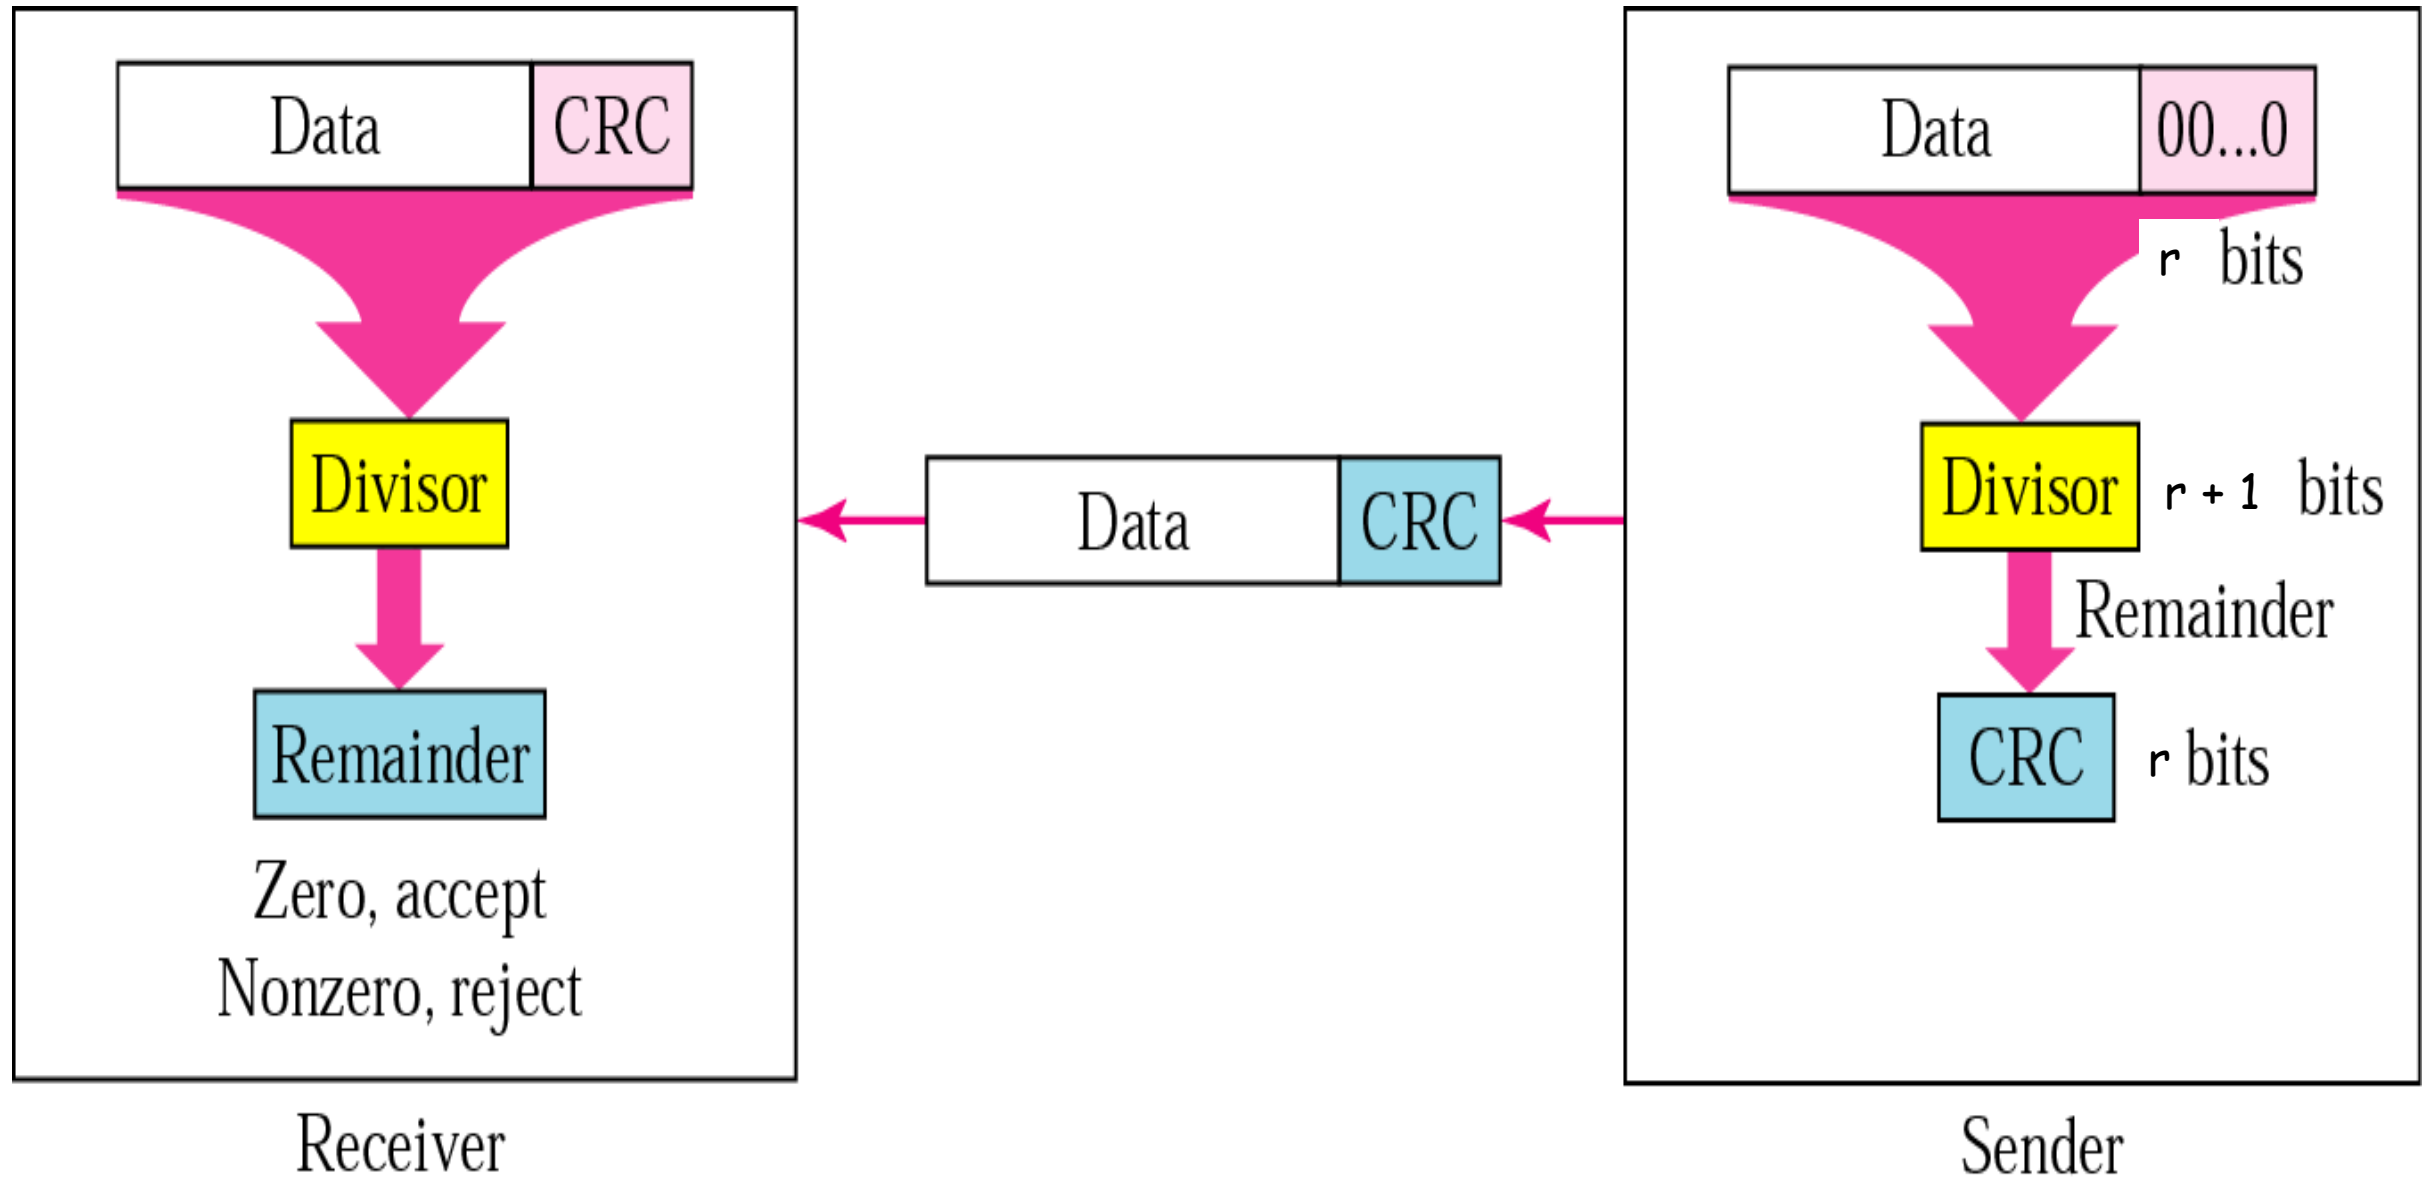 Data CRC
Divisor
Remainder
Zero, accept
Nonzero, reject
Receiver
Data CRC
Data 00...0
r bits
Divisor r + 1 bits
Remainder
CRC r bits
Sender